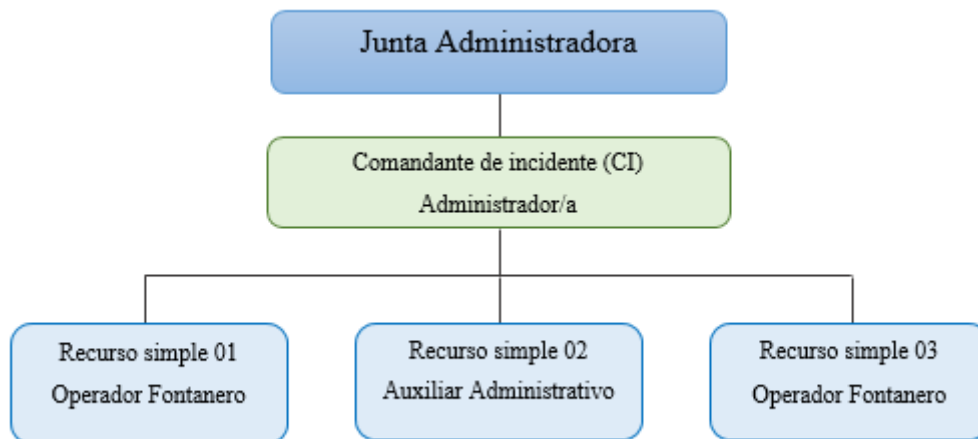 Junta Administradora
Comandante de incidente (CI)
Administrador/a
Recurso simple 01
Operador Fontanero
Recurso simple 02
Auxiliar Administrativo
Recurso simple 03
Operador Fontanero